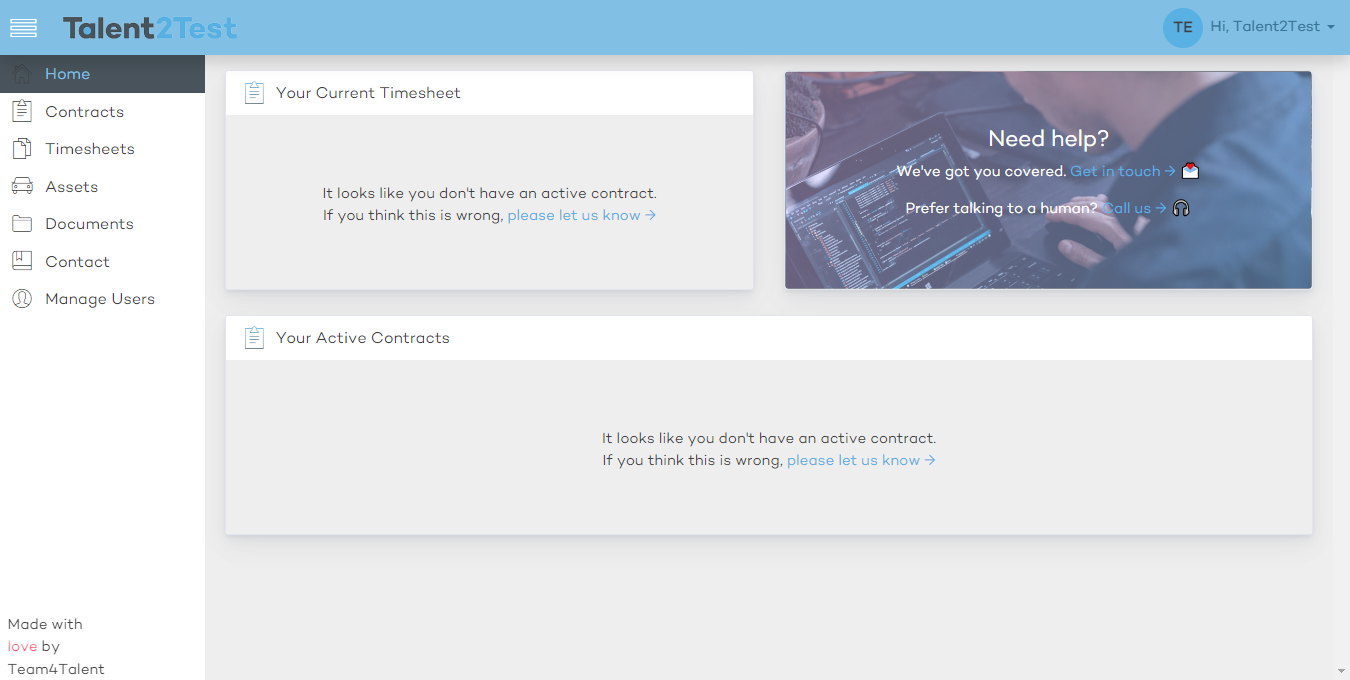 Talent2Test
TE
Hi, Talent2Test
Home
Contracts
Timesheets
Assets
Documents
Contact
Manage Users
Made with
love by
Team4Talent
Your Current Timesheet
It looks like you don't have an active contract.
If you think this is wrong, please let us know →
Need help?
We've got you covered. Get in touch →
Prefer talking to a human? Call us →
Your Active Contracts
It looks like you don't have an active contract.
If you think this is wrong, please let us know →